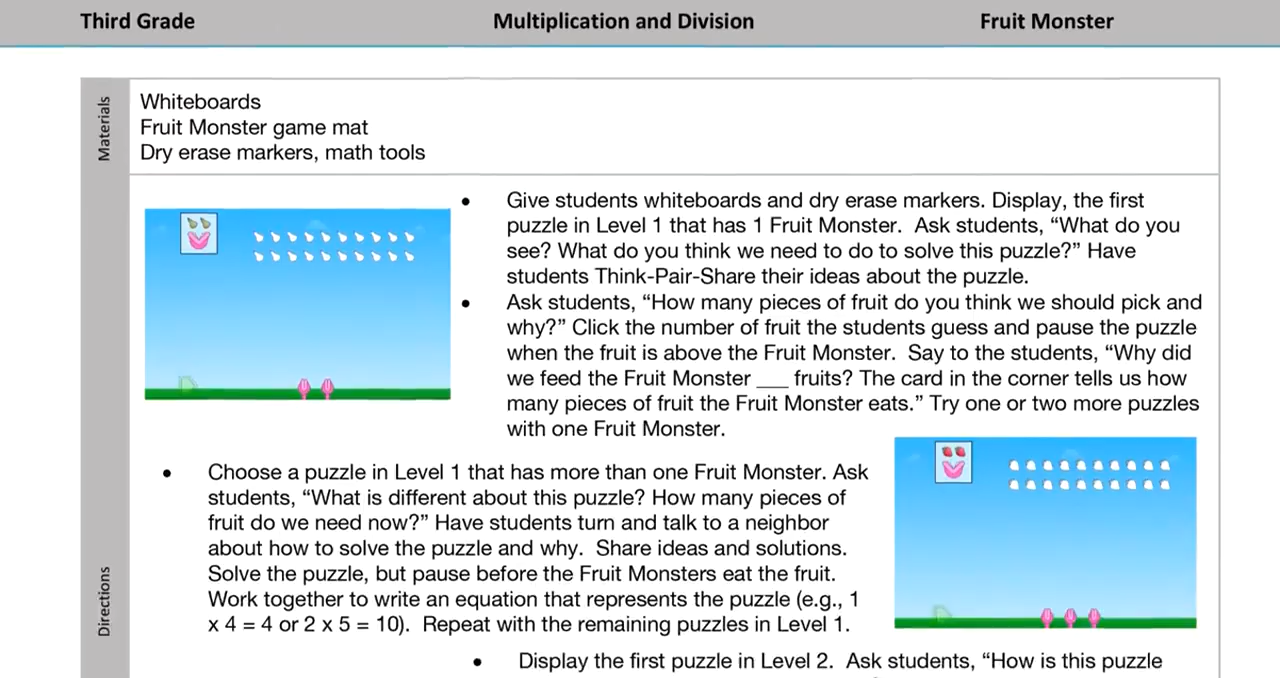 Third Grade Multiplication and Division Fruit Monster
Materials
Whiteboards
Fruit Monster game mat
Dry erase markers, math tools
• Give students whiteboards and dry erase markers. Display, the first
puzzle in Level 1 that has 1 Fruit Monster.  Ask students, “What do you
see? What do you think we need to do to solve this puzzle?” Have
students Think-Pair-Share their ideas about the puzzle.
• Ask students, “How many pieces of fruit do you think we should pick and
why?” Click the number of fruit the students guess and pause the puzzle
when the fruit is above the Fruit Monster.  Say to the students, “Why did
we feed the Fruit Monster ___ fruits? The card in the corner tells us how
many pieces of fruit the Fruit Monster eats.” Try one or two more puzzles
with one Fruit Monster.
Directions
• Choose a puzzle in Level 1 that has more than one Fruit Monster. Ask
students, “What is different about this puzzle? How many pieces of
fruit do we need now?” Have students turn and talk to a neighbor
about how to solve the puzzle and why.  Share ideas and solutions.
Solve the puzzle, but pause before the Fruit Monsters eat the fruit.
Work together to write an equation that represents the puzzle (e.g., 1
x 4 = 4 or 2 x 5 = 10).  Repeat with the remaining puzzles in Level 1.
• Display the first puzzle in Level 2.  Ask students, “How is this puzzle